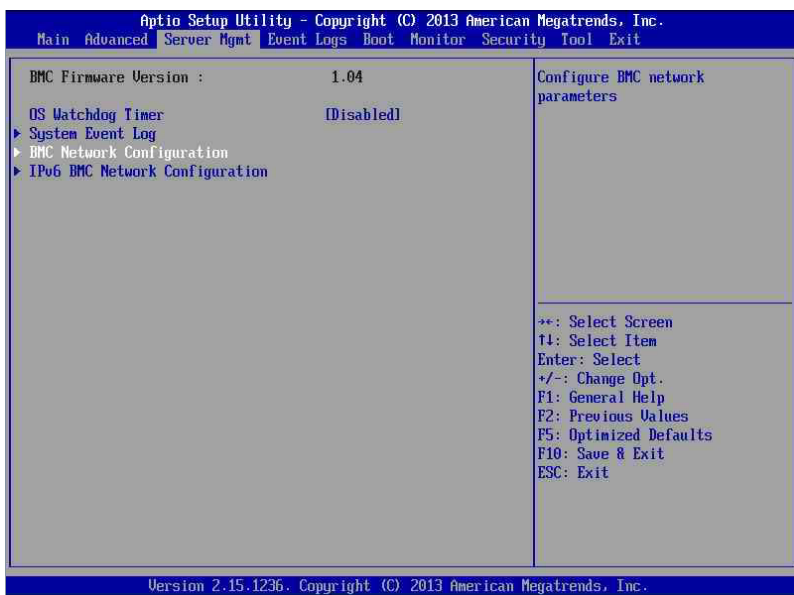 Aptio Setup Utility - Copyright (C) 2013 American Megatrends, Inc.
Main Advanced Server Mgmt Event Logs Boot Monitor Security Tool Exit
BMC Firmware Version : 1.04
OS Watchdog Timer [Disabled]
▶ System Event Log
▶ BMC Network Configuration
▶ IPv6 BMC Network Configuration
Configure BMC network
parameters
→←: Select Screen
↑↓: Select Item
Enter: Select
+/-: Change Opt.
F1: General Help
F2: Previous Values
F5: Optimized Defaults
F10: Save & Exit
ESC: Exit
Version 2.15.1236. Copyright (C) 2013 American Megatrends, Inc.